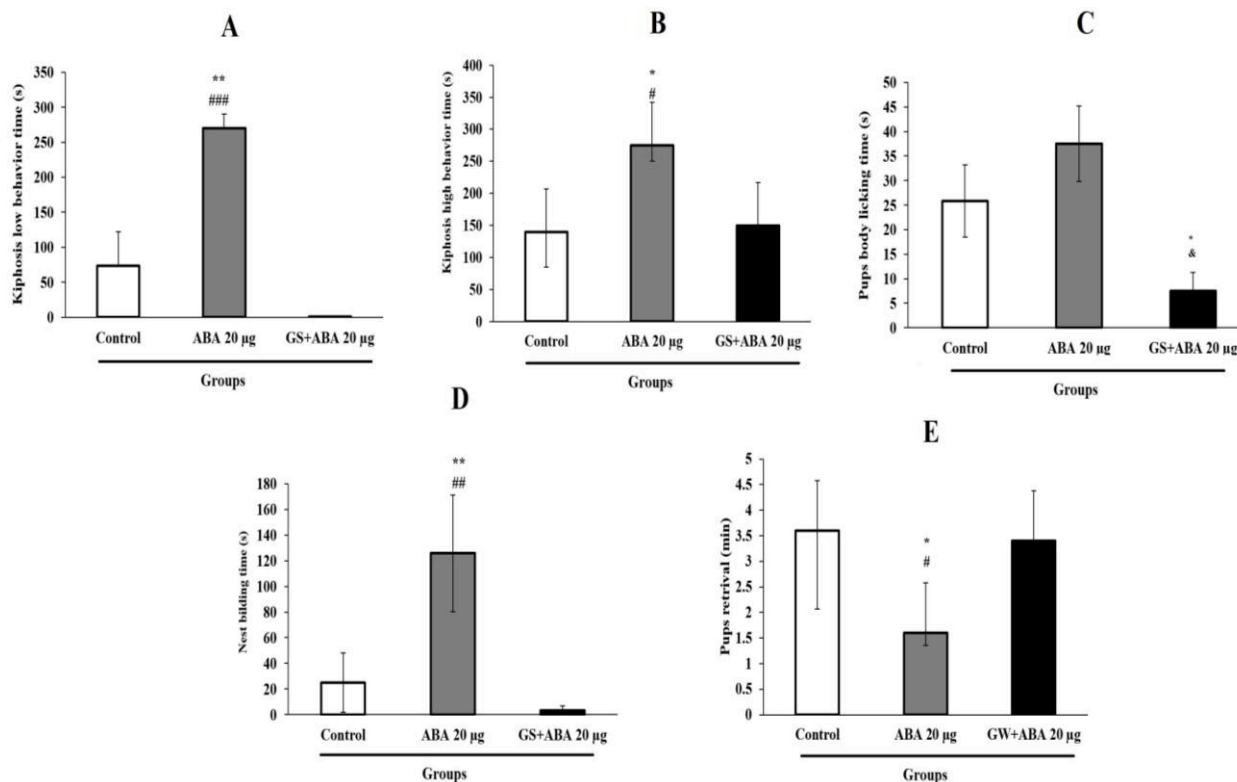 A
Kiphosis low behavior time (s)
350
300
250
200
150
100
50
0
**
###
Control
ABA 20 µg
GS+ABA 20 µg
Groups
B
Kiphosis high behavior time (s)
400
350
300
250
200
150
100
50
0
*
#
Control
ABA 20 µg
GS+ABA 20 µg
Groups
C
Pups body licking time (s)
50
45
40
35
30
25
20
15
10
5
0
*
&
Control
ABA 20 µg
GS+ABA 20 µg
Groups
D
Nest bilding time (s)
180
160
140
120
100
80
60
40
20
0
**
##
Control
ABA 20 µg
GS+ABA 20 µg
Groups
E
Pups retrival (min)
5
4.5
4
3.5
3
2.5
2
1.5
1
0.5
0
*
#
Control
ABA 20 µg
GW+ABA 20 µg
Groups